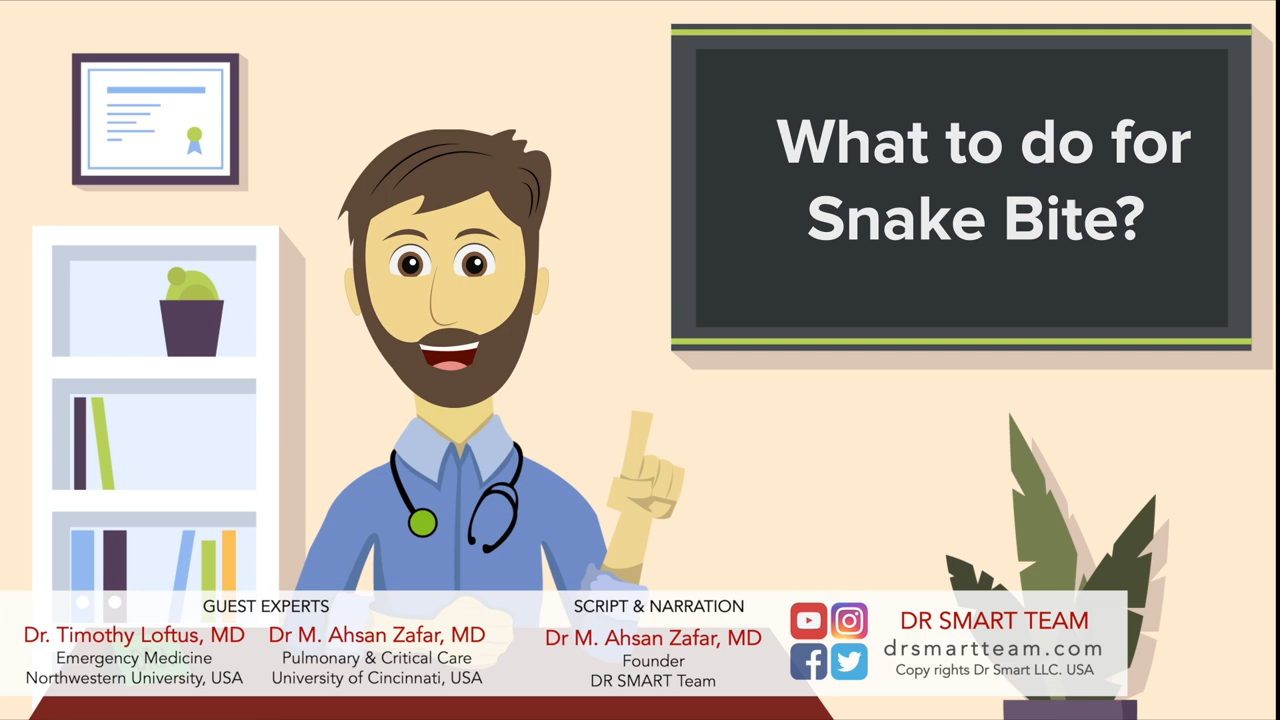 What to do for
Snake Bite?
GUEST EXPERTS
Dr. Timothy Loftus, MD
Emergency Medicine
Northwestern University, USA
Dr M. Ahsan Zafar, MD
Pulmonary & Critical Care
University of Cincinnati, USA
SCRIPT & NARRATION
Dr M. Ahsan Zafar, MD
Founder
DR SMART Team
DR SMART TEAM
drsmartteam.com
Copy rights Dr Smart LLC. USA